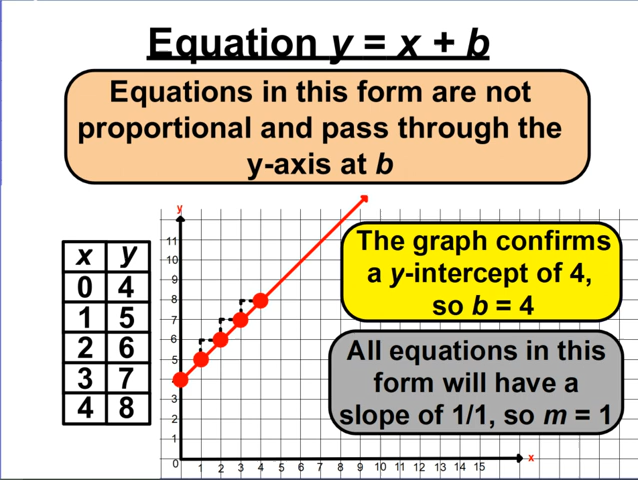 Equation y = x + b
Equations in this form are not
proportional and pass through the
y-axis at b
x y
0 4
1 5
2 6
3 7
4 8
y
11
10
9
8
7
6
5
4
3
2
1
0 1 2 3 4 5 6 7 8 9 10 11 12 13 14 15
x
The graph confirms
a y-intercept of 4,
so b = 4
All equations in this
form will have a
slope of 1/1, so m = 1